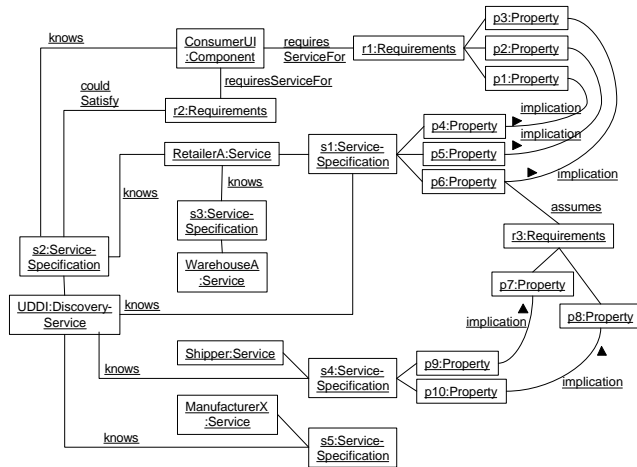 p3:Property
knows
ConsumerUI
:Component
requires
ServiceFor
r1:Requirements
p2:Property
p1:Property
requiresServiceFor
could
Satisfy
r2:Requirements
implication
p4:Property
implication
RetailerA:Service
s1:Service-
Specification
p5:Property
implication
p6:Property
knows
knows
assumes
s3:Service-
Specification
r3:Requirements
s2:Service-
Specification
WarehouseA
:Service
p7:Property
UDDI:Discovery-
Service
knows
p8:Property
implication
Shipper:Service
p9:Property
knows
s4:Service-
Specification
implication
p10:Property
ManufacturerX
:Service
knows
s5:Service-
Specification